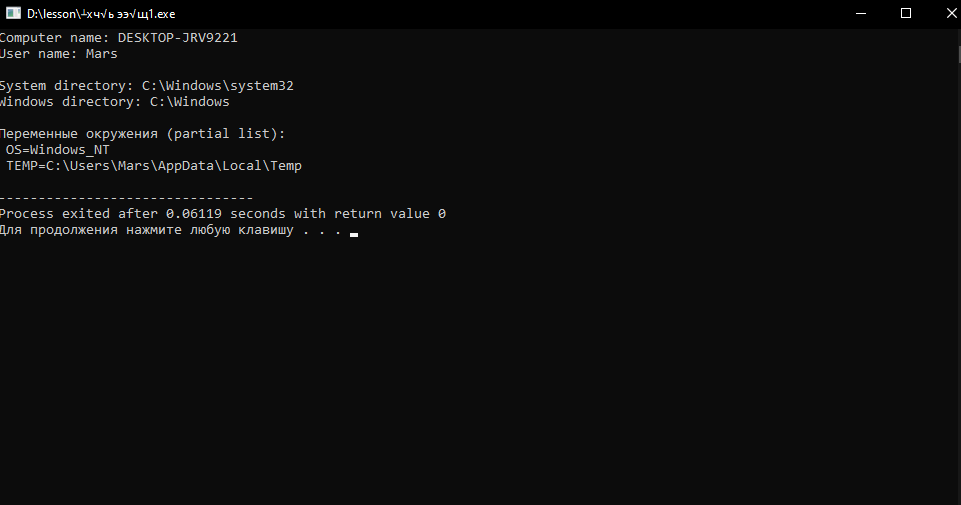 D:\lesson\┴хч√ь ээ√щ1.exe
Computer name: DESKTOP-JRV9221
User name: Mars
System directory: C:\Windows\system32
Windows directory: C:\Windows
Переменные окружения (partial list):
OS=Windows_NT
TEMP=C:\Users\Mars\AppData\Local\Temp
--------------------------------
Process exited after 0.06119 seconds with return value 0
Для продолжения нажмите любую клавишу . . .